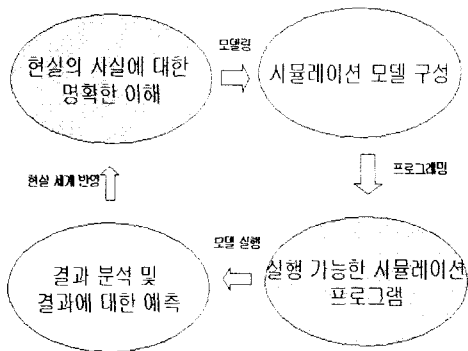 현실의 사실에 대한
명확한 이해
모델링
시뮬레이션 모델 구성
현실 세계 반영
프로그래밍
결과 분석 및
결과에 대한 예측
모델 실행
실행 가능한 시뮬레이션
프로그램